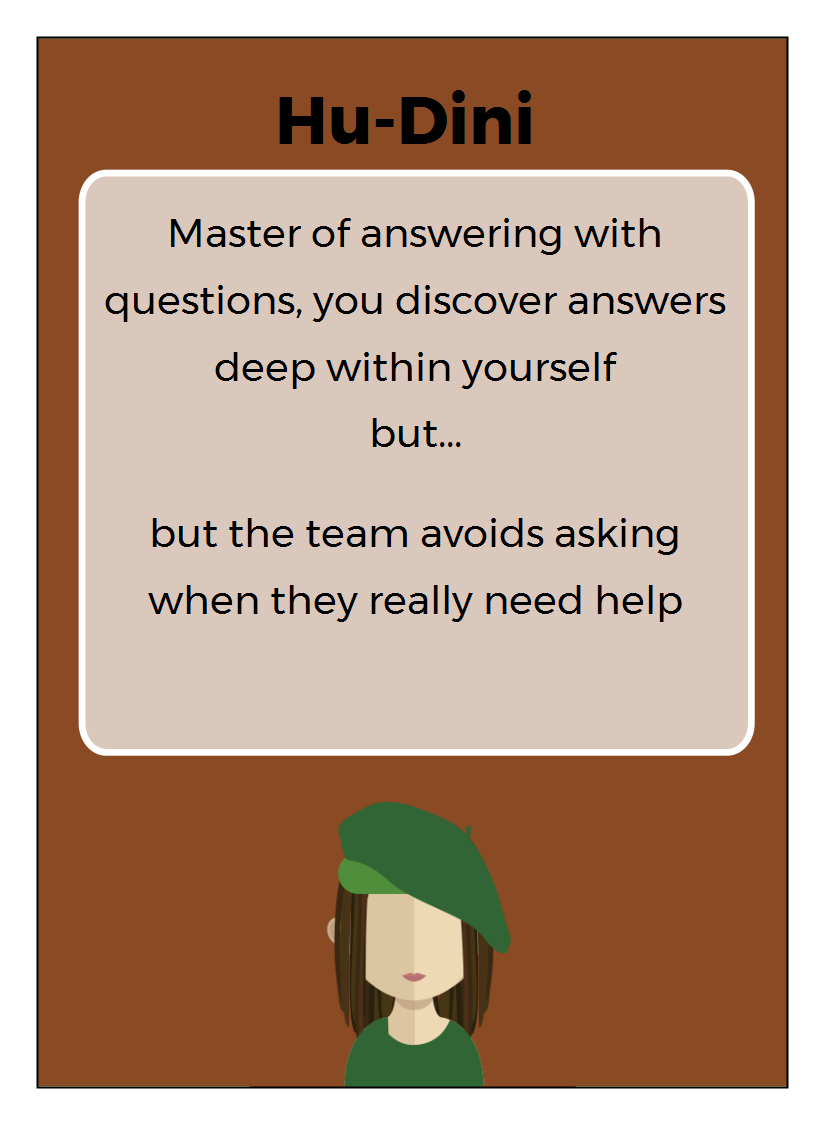 Hu-Dini
Master of answering with
questions, you discover answers
deep within yourself
but...
but the team avoids asking
when they really need help